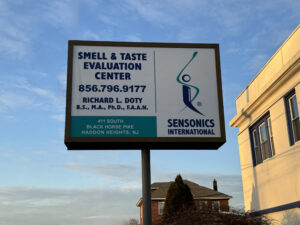 SMELL & TASTE
EVALUATION
CENTER
856.796.9177
RICHARD L. DOTY
B.S., M.A., Ph.D., F.A.A.N.
411 SOUTH
BLACK HORSE PIKE
HADDON HEIGHTS, NJ
®
SENSONICS
INTERNATIONAL